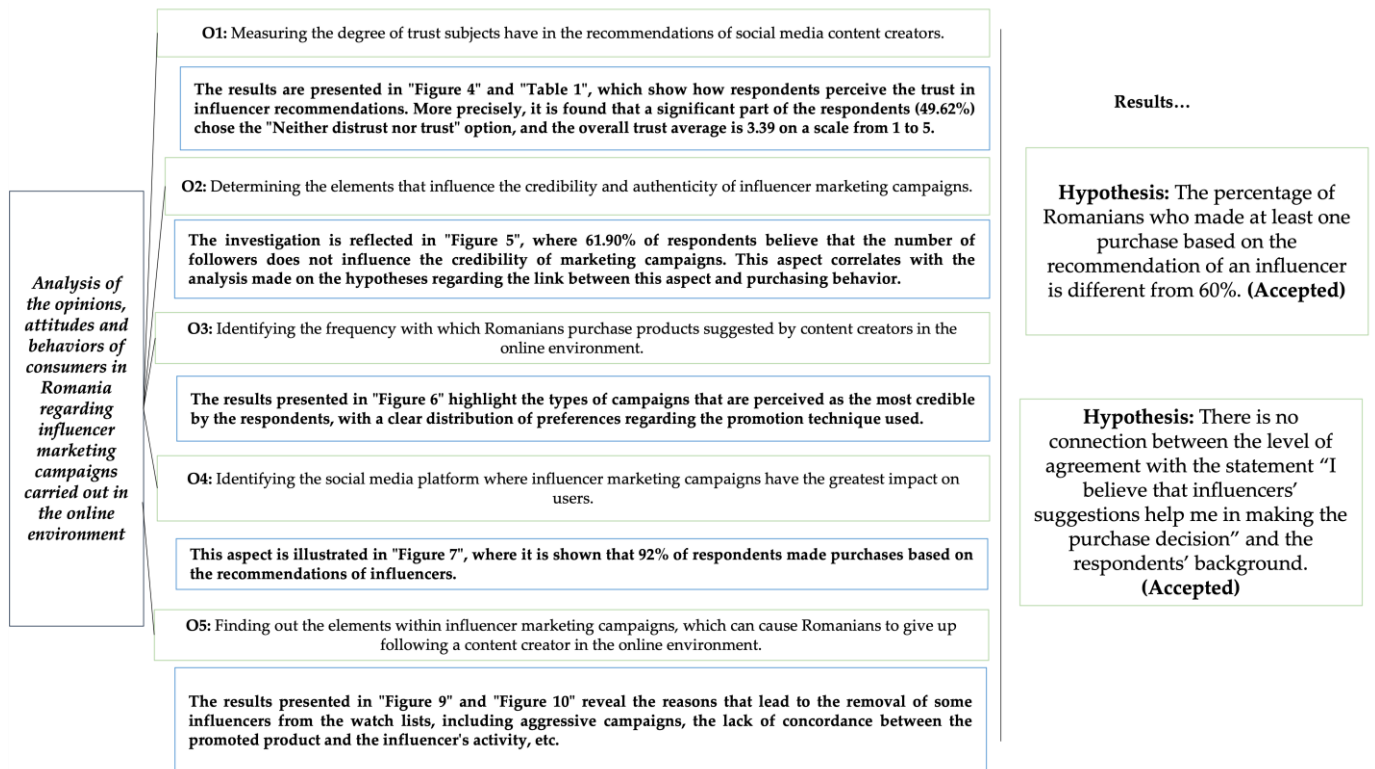 Analysis of
the opinions,
attitudes and
behaviors of
consumers in
Romania
regarding
influencer
marketing
campaigns
carried out in
the online
environment
O1: Measuring the degree of trust subjects have in the recommendations of social media content creators.
The results are presented in "Figure 4" and "Table 1", which show how respondents perceive the trust in
influencer recommendations. More precisely, it is found that a significant part of the respondents (49.62%)
chose the "Neither distrust nor trust" option, and the overall trust average is 3.39 on a scale from 1 to 5.
O2: Determining the elements that influence the credibility and authenticity of influencer marketing campaigns.
The investigation is reflected in "Figure 5", where 61.90% of respondents believe that the number of
followers does not influence the credibility of marketing campaigns. This aspect correlates with the
analysis made on the hypotheses regarding the link between this aspect and purchasing behavior.
O3: Identifying the frequency with which Romanians purchase products suggested by content creators in the
online environment.
The results presented in "Figure 6" highlight the types of campaigns that are perceived as the most credible
by the respondents, with a clear distribution of preferences regarding the promotion technique used.
O4: Identifying the social media platform where influencer marketing campaigns have the greatest impact on
users.
This aspect is illustrated in "Figure 7", where it is shown that 92% of respondents made purchases based on
the recommendations of influencers.
O5: Finding out the elements within influencer marketing campaigns, which can cause Romanians to give up
following a content creator in the online environment.
The results presented in "Figure 9" and "Figure 10" reveal the reasons that lead to the removal of some
influencers from the watch lists, including aggressive campaigns, the lack of concordance between the
promoted product and the influencer's activity, etc.
Results…
Hypothesis: The percentage of
Romanians who made at least one
purchase based on the
recommendation of an influencer
is different from 60%. (Accepted)
Hypothesis: There is no
connection between the level of
agreement with the statement “I
believe that influencers’
suggestions help me in making the
purchase decision” and the
respondents’ background.
(Accepted)